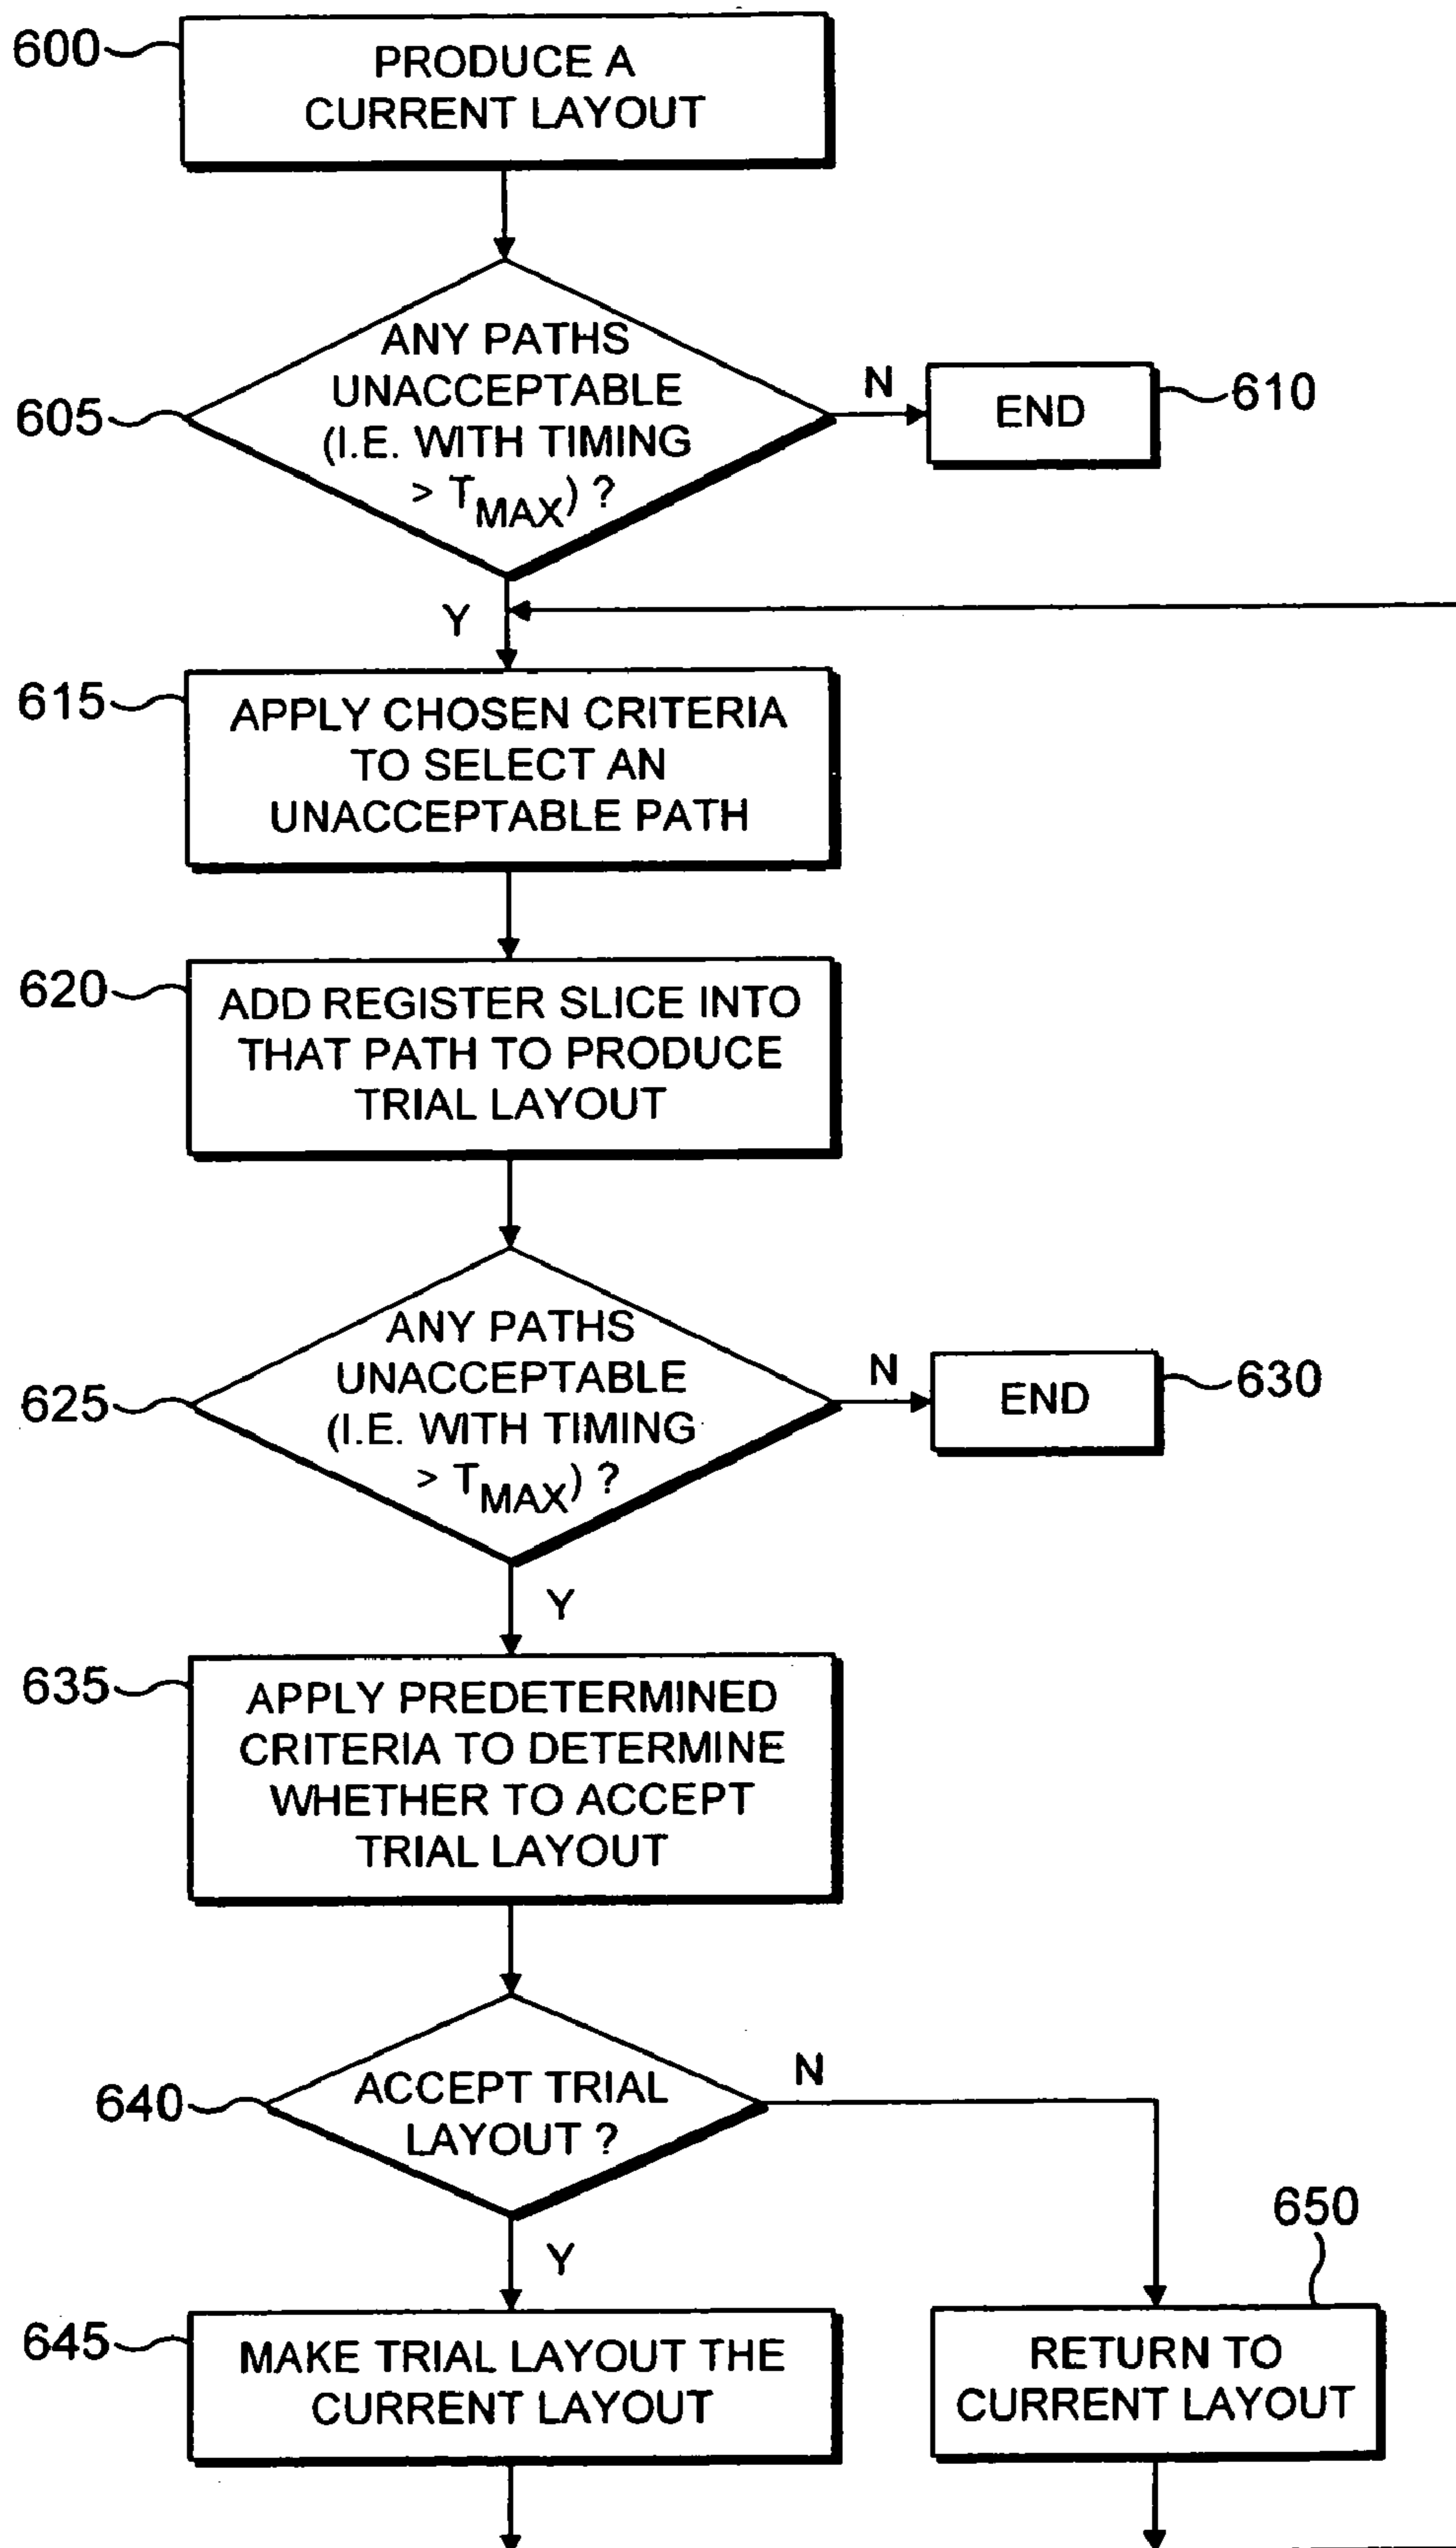 600
PRODUCE A
CURRENT LAYOUT
605
ANY PATHS
UNACCEPTABLE
(I.E. WITH TIMING
> TMAX) ?
N
END
610
Y
615
APPLY CHOSEN CRITERIA
TO SELECT AN
UNACCEPTABLE PATH
620
ADD REGISTER SLICE INTO
THAT PATH TO PRODUCE
TRIAL LAYOUT
625
ANY PATHS
UNACCEPTABLE
(I.E. WITH TIMING
> TMAX) ?
N
END
630
Y
635
APPLY PREDETERMINED
CRITERIA TO DETERMINE
WHETHER TO ACCEPT
TRIAL LAYOUT
640
ACCEPT TRIAL
LAYOUT ?
N
Y
645
MAKE TRIAL LAYOUT THE
CURRENT LAYOUT
650
RETURN TO
CURRENT LAYOUT